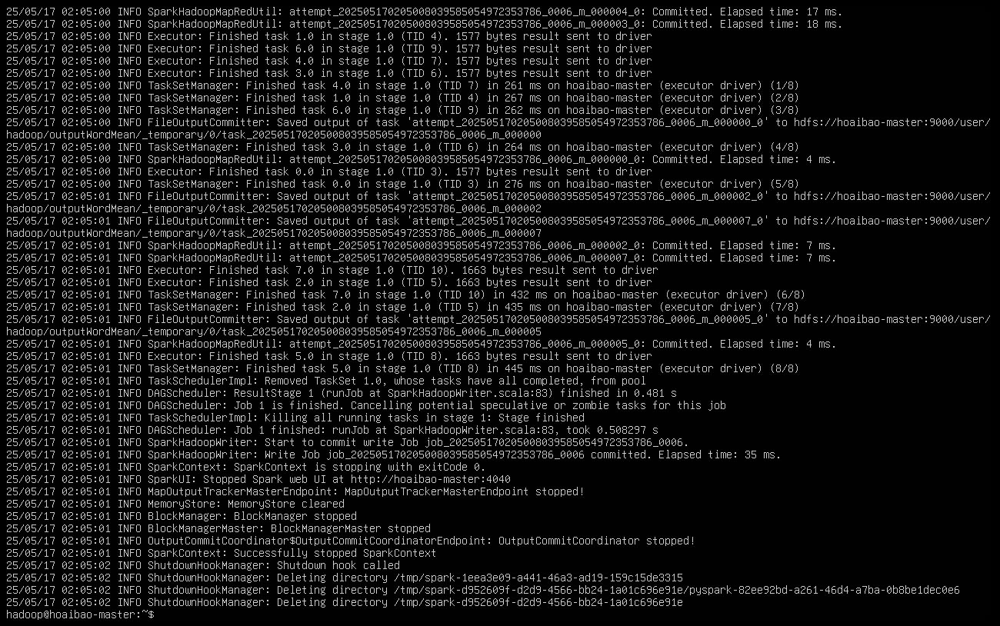 25/05/17 02:05:00 INFO SparkHadoopMapRedUtil: attempt_202505170205008039585054972353786_0006_m_000004_0: Committed. Elapsed time: 17 ms.
25/05/17 02:05:00 INFO SparkHadoopMapRedUtil: attempt_202505170205008039585054972353786_0006_m_000003_0: Committed. Elapsed time: 18 ms.
25/05/17 02:05:00 INFO Executor: Finished task 1.0 in stage 1.0 (TID 4). 1577 bytes result sent to driver
25/05/17 02:05:00 INFO Executor: Finished task 6.0 in stage 1.0 (TID 9). 1577 bytes result sent to driver
25/05/17 02:05:00 INFO Executor: Finished task 4.0 in stage 1.0 (TID 7). 1577 bytes result sent to driver
25/05/17 02:05:00 INFO Executor: Finished task 3.0 in stage 1.0 (TID 6). 1577 bytes result sent to driver
25/05/17 02:05:00 INFO TaskSetManager: Finished task 4.0 in stage 1.0 (TID 7) in 261 ms on hoaibao-master (executor driver) (1/8)
25/05/17 02:05:00 INFO TaskSetManager: Finished task 1.0 in stage 1.0 (TID 4) in 267 ms on hoaibao-master (executor driver) (2/8)
25/05/17 02:05:00 INFO TaskSetManager: Finished task 6.0 in stage 1.0 (TID 9) in 262 ms on hoaibao-master (executor driver) (3/8)
25/05/17 02:05:00 INFO FileOutputCommitter: Saved output of task 'attempt_202505170205008039585054972353786_0006_m_000000_0' to hdfs://hoaibao-master:9000/user/
hadoop/outputWordMean/_temporary/0/task_202505170205008039585054972353786_0006_m_000000
25/05/17 02:05:00 INFO TaskSetManager: Finished task 3.0 in stage 1.0 (TID 6) in 264 ms on hoaibao-master (executor driver) (4/8)
25/05/17 02:05:00 INFO SparkHadoopMapRedUtil: attempt_202505170205008039585054972353786_0006_m_000000_0: Committed. Elapsed time: 4 ms.
25/05/17 02:05:00 INFO Executor: Finished task 0.0 in stage 1.0 (TID 3). 1577 bytes result sent to driver
25/05/17 02:05:00 INFO TaskSetManager: Finished task 0.0 in stage 1.0 (TID 3) in 276 ms on hoaibao-master (executor driver) (5/8)
25/05/17 02:05:01 INFO FileOutputCommitter: Saved output of task 'attempt_202505170205008039585054972353786_0006_m_000002_0' to hdfs://hoaibao-master:9000/user/
hadoop/outputWordMean/_temporary/0/task_202505170205008039585054972353786_0006_m_000002
25/05/17 02:05:01 INFO FileOutputCommitter: Saved output of task 'attempt_202505170205008039585054972353786_0006_m_000007_0' to hdfs://hoaibao-master:9000/user/
hadoop/outputWordMean/_temporary/0/task_202505170205008039585054972353786_0006_m_000007
25/05/17 02:05:01 INFO SparkHadoopMapRedUtil: attempt_202505170205008039585054972353786_0006_m_000002_0: Committed. Elapsed time: 7 ms.
25/05/17 02:05:01 INFO SparkHadoopMapRedUtil: attempt_202505170205008039585054972353786_0006_m_000007_0: Committed. Elapsed time: 7 ms.
25/05/17 02:05:01 INFO Executor: Finished task 7.0 in stage 1.0 (TID 10). 1663 bytes result sent to driver
25/05/17 02:05:01 INFO Executor: Finished task 2.0 in stage 1.0 (TID 5). 1663 bytes result sent to driver
25/05/17 02:05:01 INFO TaskSetManager: Finished task 7.0 in stage 1.0 (TID 10) in 432 ms on hoaibao-master (executor driver) (6/8)
25/05/17 02:05:01 INFO TaskSetManager: Finished task 2.0 in stage 1.0 (TID 5) in 435 ms on hoaibao-master (executor driver) (7/8)
25/05/17 02:05:01 INFO FileOutputCommitter: Saved output of task 'attempt_202505170205008039585054972353786_0006_m_000005_0' to hdfs://hoaibao-master:9000/user/
hadoop/outputWordMean/_temporary/0/task_202505170205008039585054972353786_0006_m_000005
25/05/17 02:05:01 INFO SparkHadoopMapRedUtil: attempt_202505170205008039585054972353786_0006_m_000005_0: Committed. Elapsed time: 4 ms.
25/05/17 02:05:01 INFO Executor: Finished task 5.0 in stage 1.0 (TID 8). 1663 bytes result sent to driver
25/05/17 02:05:01 INFO TaskSetManager: Finished task 5.0 in stage 1.0 (TID 8) in 445 ms on hoaibao-master (executor driver) (8/8)
25/05/17 02:05:01 INFO TaskSchedulerImpl: Removed TaskSet 1.0, whose tasks have all completed, from pool
25/05/17 02:05:01 INFO DAGScheduler: ResultStage 1 (runJob at SparkHadoopWriter.scala:83) finished in 0.481 s
25/05/17 02:05:01 INFO DAGScheduler: Job 1 is finished. Cancelling potential speculative or zombie tasks for this job
25/05/17 02:05:01 INFO TaskSchedulerImpl: Killing all running tasks in stage 1: Stage finished
25/05/17 02:05:01 INFO DAGScheduler: Job 1 finished: runJob at SparkHadoopWriter.scala:83, took 0.508297 s
25/05/17 02:05:01 INFO SparkHadoopWriter: Start to commit write Job job_202505170205008039585054972353786_0006.
25/05/17 02:05:01 INFO SparkHadoopWriter: Write Job job_202505170205008039585054972353786_0006 committed. Elapsed time: 35 ms.
25/05/17 02:05:01 INFO SparkContext: SparkContext is stopping with exitCode 0.
25/05/17 02:05:01 INFO SparkUI: Stopped Spark web UI at http://hoaibao-master:4040
25/05/17 02:05:01 INFO MapOutputTrackerMasterEndpoint: MapOutputTrackerMasterEndpoint stopped!
25/05/17 02:05:01 INFO MemoryStore: MemoryStore cleared
25/05/17 02:05:01 INFO BlockManager: BlockManager stopped
25/05/17 02:05:01 INFO BlockManagerMaster: BlockManagerMaster stopped
25/05/17 02:05:01 INFO OutputCommitCoordinator$OutputCommitCoordinatorEndpoint: OutputCommitCoordinator stopped!
25/05/17 02:05:01 INFO SparkContext: Successfully stopped SparkContext
25/05/17 02:05:02 INFO ShutdownHookManager: Shutdown hook called
25/05/17 02:05:02 INFO ShutdownHookManager: Deleting directory /tmp/spark-1eea3e09-a441-46a3-ad19-159c15de3315
25/05/17 02:05:02 INFO ShutdownHookManager: Deleting directory /tmp/spark-d952609f-d2d9-4566-bb24-1a01c696e91e/pyspark-82ee92bd-a261-46d4-a7ba-0b8be1dec0e6
25/05/17 02:05:02 INFO ShutdownHookManager: Deleting directory /tmp/spark-d952609f-d2d9-4566-bb24-1a01c696e91e
hadoop@hoaibao-master:~$